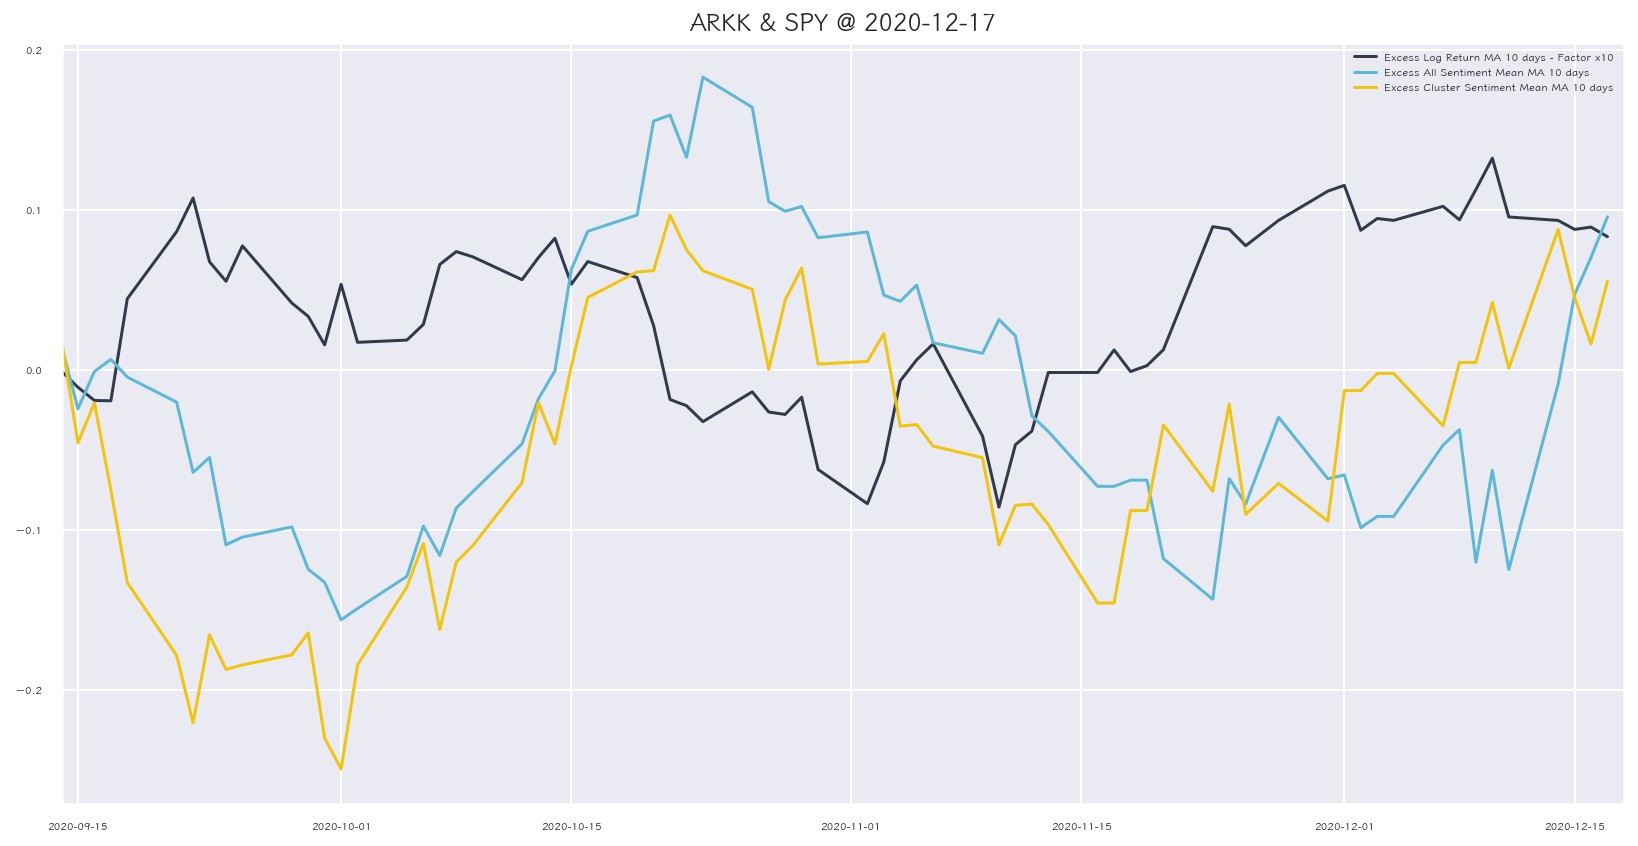 ARKK & SPY @ 2020-12-17
Excess Log Return MA 10 days - Factor x10
Excess All Sentiment Mean MA 10 days
Excess Cluster Sentiment Mean MA 10 days
0.2
0.1
0.0
−0.1
−0.2
2020-09-15 2020-10-01 2020-10-15 2020-11-01 2020-11-15 2020-12-01 2020-12-15